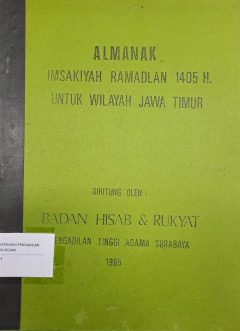 ALMANAK
IMSAKIYAH RAMADLAN 1405 H.
UNTUK WILAYAH JAWA TIMUR
DIHITUNG OLEH :
BADAN HISAB & RUKYAT
PENGADILAN TINGGI AGAMA SURABAYA
1985